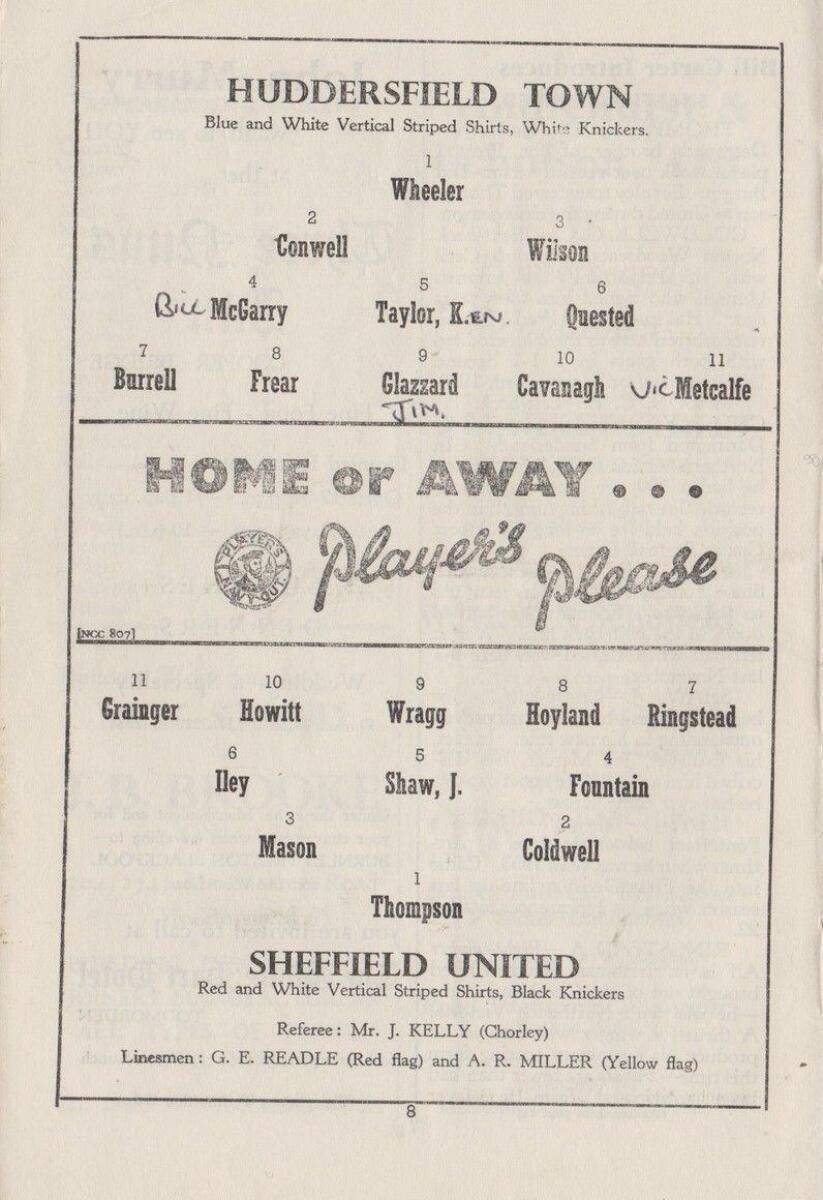 HUDDERSFIELD TOWN
Blue and White Vertical Striped Shirts, White Knickers.
1
Wheeler
2 3
Conwell Wilson
4 5 6
Bill McGarry Taylor, K.EN. Quested
7 8 9 10 11
Burrell Frear Glazzard Cavanagh Vic Metcalfe
JIM.
HOME or AWAY . . .
PLAYER'S
NAVY CUT.
Player's Please
[NCC 807]
11 10 9 8 7
Grainger Howitt Wragg Hoyland Ringstead
6 5 4
Iley Shaw, J. Fountain
3 2
Mason Coldwell
1
Thompson
SHEFFIELD UNITED
Red and White Vertical Striped Shirts, Black Knickers
Referee : Mr. J. KELLY (Chorley)
Linesmen : G. E. READLE (Red flag) and A. R. MILLER (Yellow flag)
8